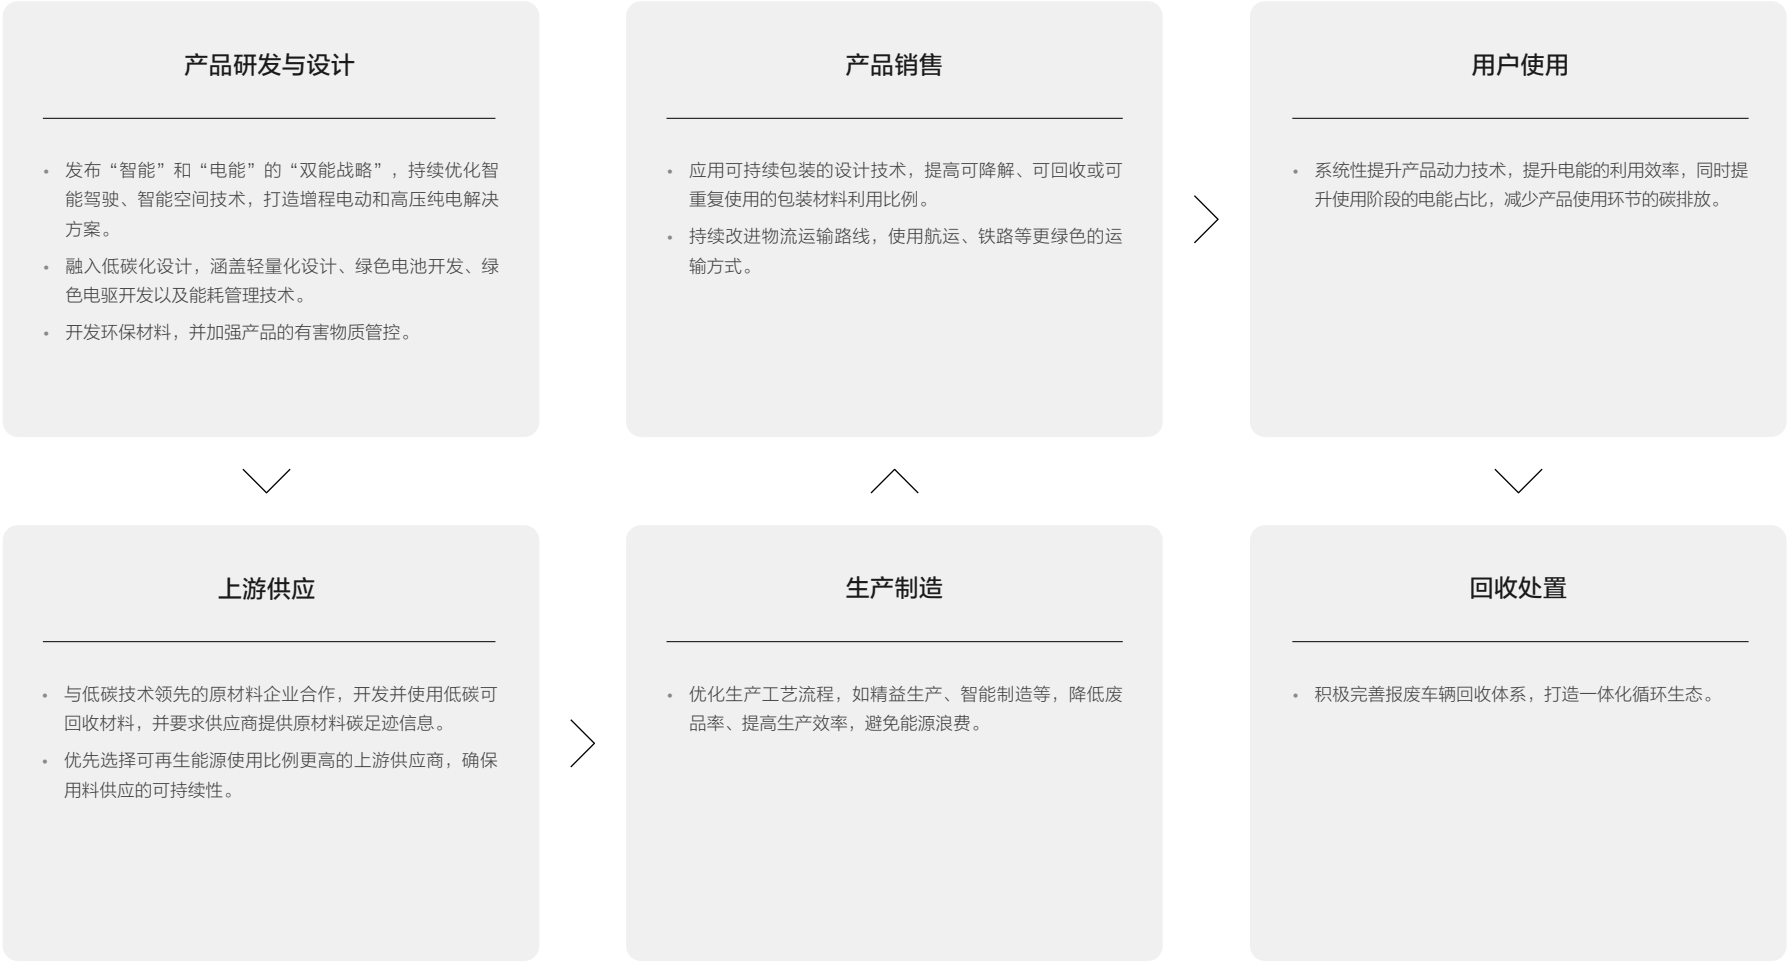 产品研发与设计
• 发布“智能”和“电能”的“双能战略”，持续优化智
能驾驶、智能空间技术，打造增程电动和高压纯电解决
方案。
• 融入低碳化设计，涵盖轻量化设计、绿色电池开发、绿
色电驱开发以及能耗管理技术。
• 开发环保材料，并加强产品的有害物质管控。
上游供应
• 与低碳技术领先的原材料企业合作，开发并使用低碳可
回收材料，并要求供应商提供原材料碳足迹信息。
• 优先选择可再生能源使用比例更高的上游供应商，确保
用料供应的可持续性。
生产制造
• 优化生产工艺流程，如精益生产、智能制造等，降低废
品率、提高生产效率，避免能源浪费。
产品销售
• 应用可持续包装的设计技术，提高可降解、可回收或可
重复使用的包装材料利用比例。
• 持续改进物流运输路线，使用航运、铁路等更绿色的运
输方式。
用户使用
• 系统性提升产品动力技术，提升电能的利用效率，同时提
升使用阶段的电能占比，减少产品使用环节的碳排放。
回收处置
• 积极完善报废车辆回收体系，打造一体化循环生态。